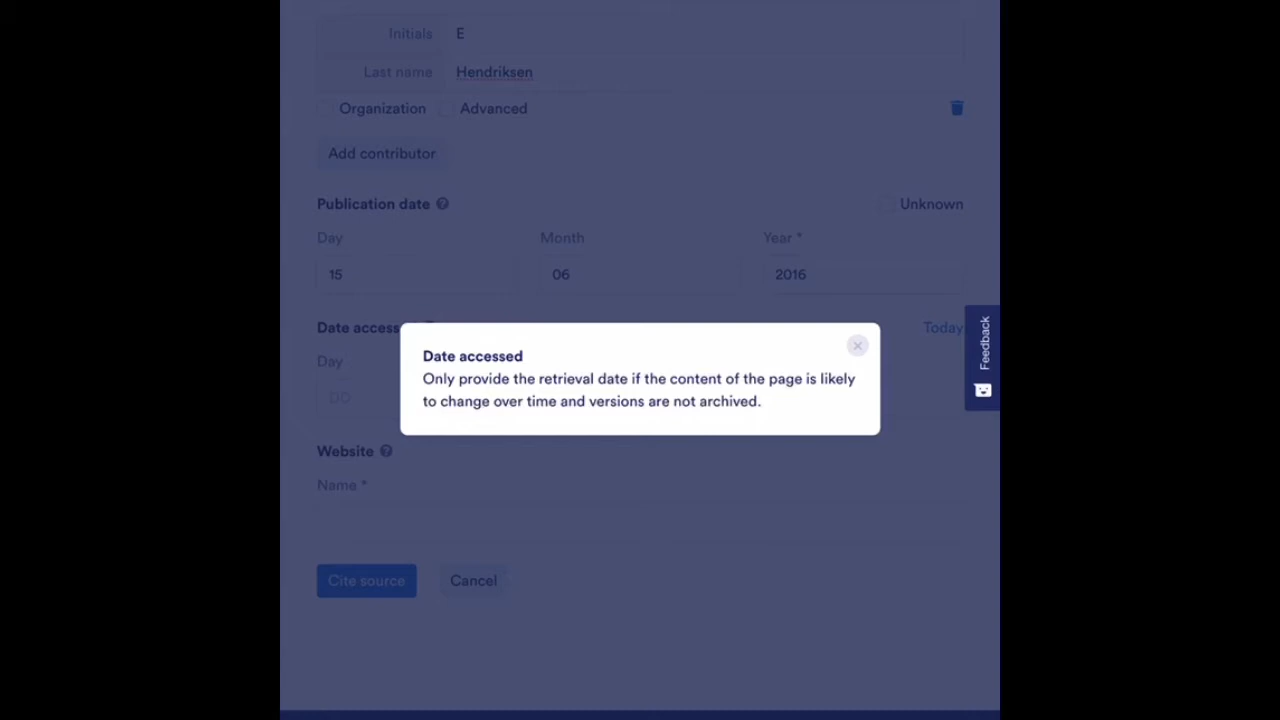 Initials E
Last name Hendriksen
Organization Advanced
Add contributor
Publication date Unknown
Day Month Year *
15 06 2016
Date access Today
Day
DD
Date accessed
Only provide the retrieval date if the content of the page is likely
to change over time and versions are not archived.
Feedback
Website
Name *
Cite source Cancel